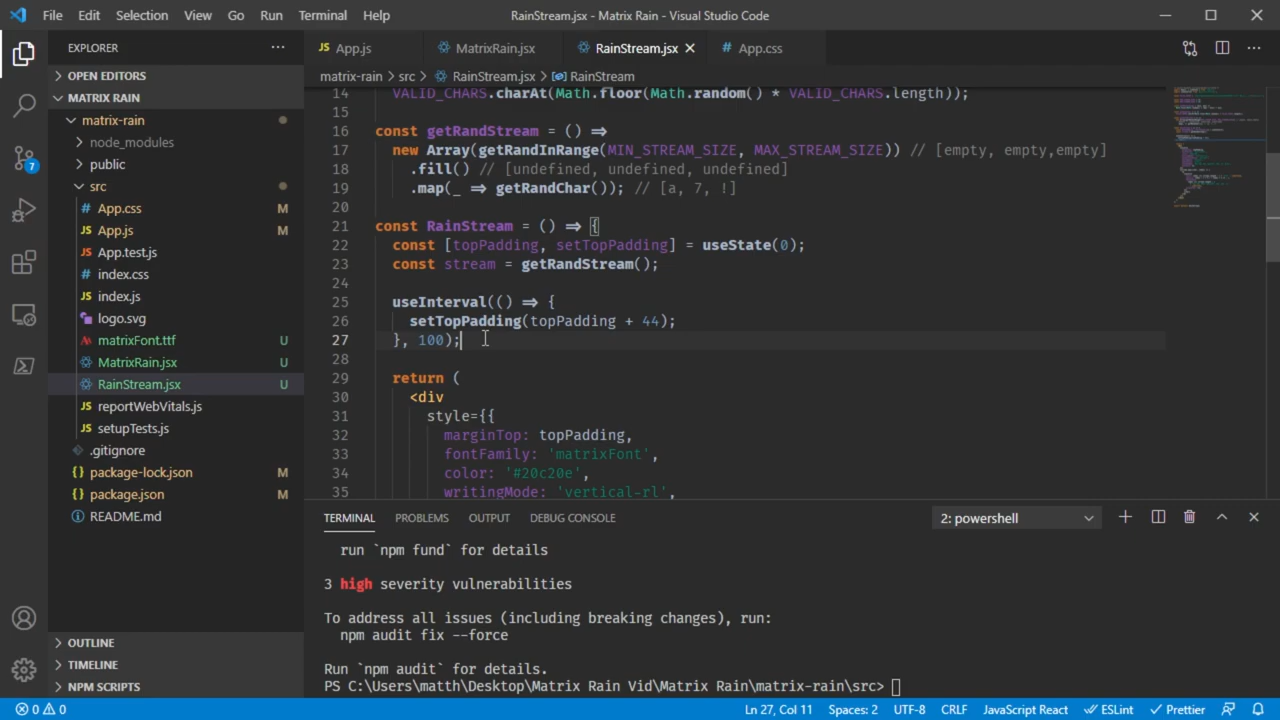 File Edit Selection View Go Run Terminal Help RainStream.jsx - Matrix Rain - Visual Studio Code
EXPLORER
OPEN EDITORS
MATRIX RAIN
matrix-rain
node_modules
public
src
# App.css M
JS App.js M
JS App.test.js
# index.css
JS index.js
logo.svg
matrixFont.ttf U
MatrixRain.jsx U
RainStream.jsx U
JS reportWebVitals.js
JS setupTests.js
.gitignore
{} package-lock.json M
{} package.json M
README.md
OUTLINE
TIMELINE
NPM SCRIPTS
7
JS App.js MatrixRain.jsx RainStream.jsx # App.css
matrix-rain > src > RainStream.jsx > RainStream
14 VALID_CHARS.charAt(Math.floor(Math.random() * VALID_CHARS.length));
15
16 const getRandStream = () =>
17 new Array(getRandInRange(MIN_STREAM_SIZE, MAX_STREAM_SIZE)) // [empty, empty,empty]
18 .fill() // [undefined, undefined, undefined]
19 .map(_ => getRandChar()); // [a, 7, !]
20
21 const RainStream = () => {
22 const [topPadding, setTopPadding] = useState(0);
23 const stream = getRandStream();
24
25 useInterval(() => {
26 setTopPadding(topPadding + 44);
27 }, 100);
28
29 return (
30 <div
31 style={{
32 marginTop: topPadding,
33 fontFamily: 'matrixFont',
34 color: '#20c20e',
35 writingMode: 'vertical-rl',
TERMINAL PROBLEMS OUTPUT DEBUG CONSOLE 2: powershell
run `npm fund` for details
3 high severity vulnerabilities
To address all issues (including breaking changes), run:
npm audit fix --force
Run `npm audit` for details.
PS C:\Users\matth\Desktop\Matrix Rain Vid\Matrix Rain\matrix-rain\src>
0 0 Ln 27, Col 11 Spaces: 2 UTF-8 CRLF JavaScript React ESLint Prettier